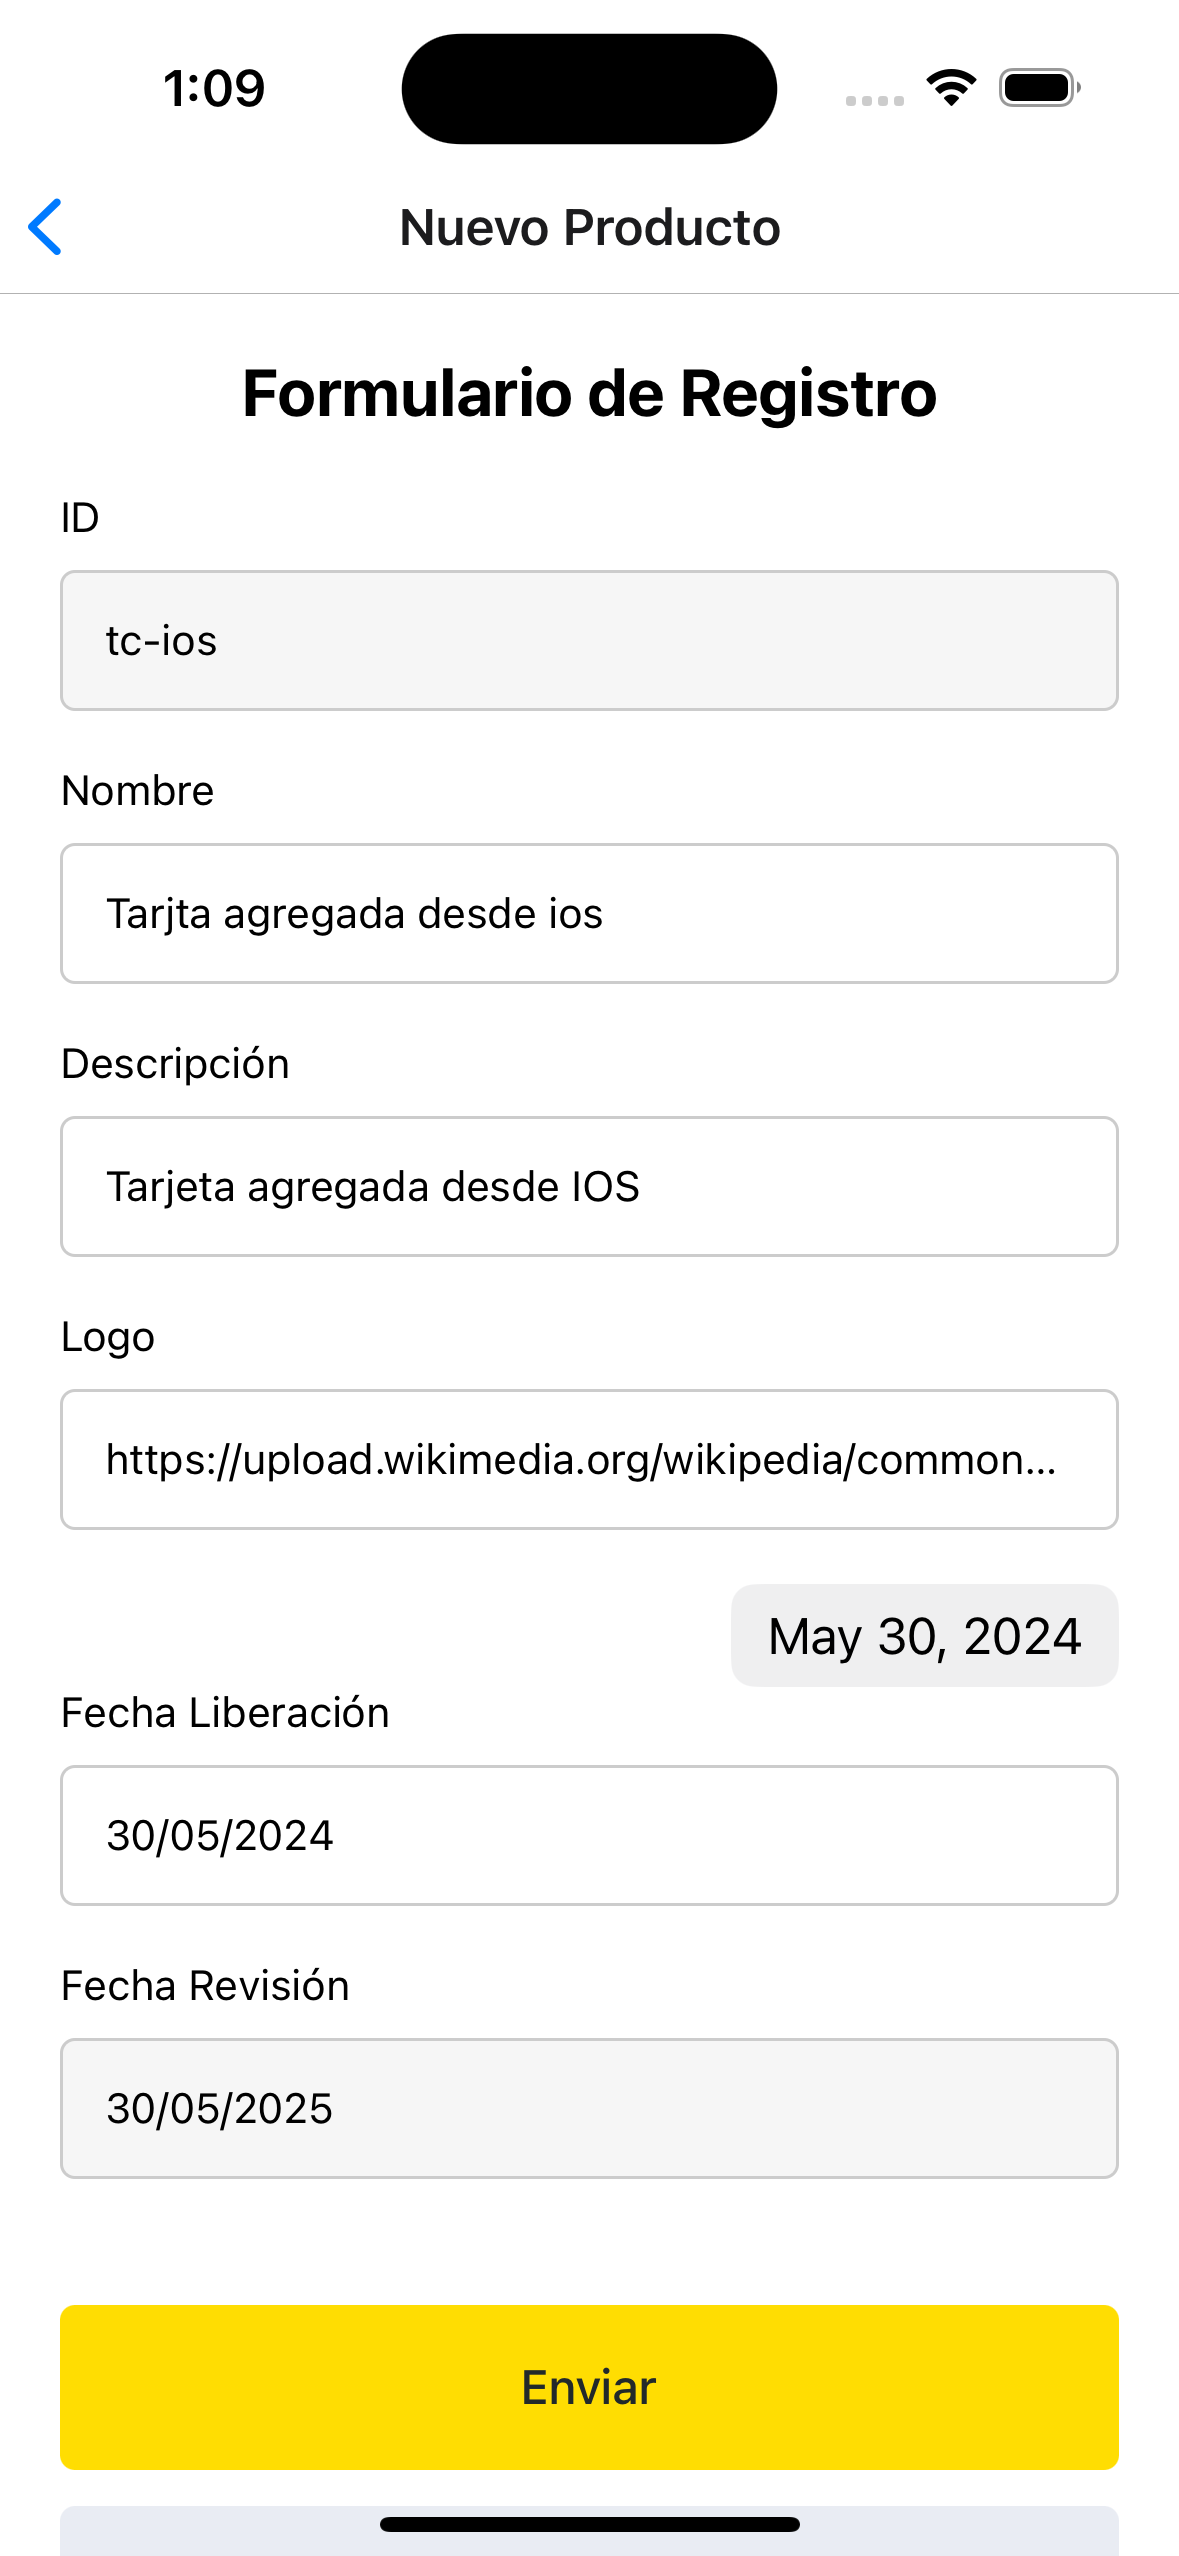 1:09
Nuevo Producto
Formulario de Registro
ID
tc-ios
Nombre
Tarjta agregada desde ios
Descripción
Tarjeta agregada desde IOS
Logo
https://upload.wikimedia.org/wikipedia/common...
May 30, 2024
Fecha Liberación
30/05/2024
Fecha Revisión
30/05/2025
Enviar